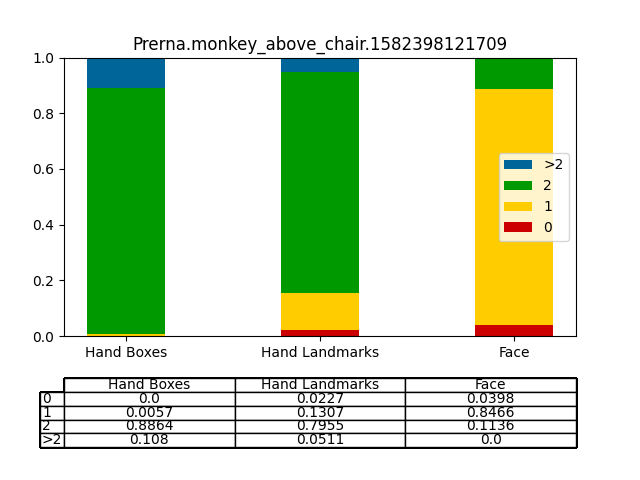 Prerna.monkey_above_chair.1582398121709
1.0
0.8
0.6
0.4
0.2
0.0
>2
2
1
0
Hand Boxes Hand Landmarks Face
Hand Boxes Hand Landmarks Face
0 0.0 0.0227 0.0398
1 0.0057 0.1307 0.8466
2 0.8864 0.7955 0.1136
>2 0.108 0.0511 0.0